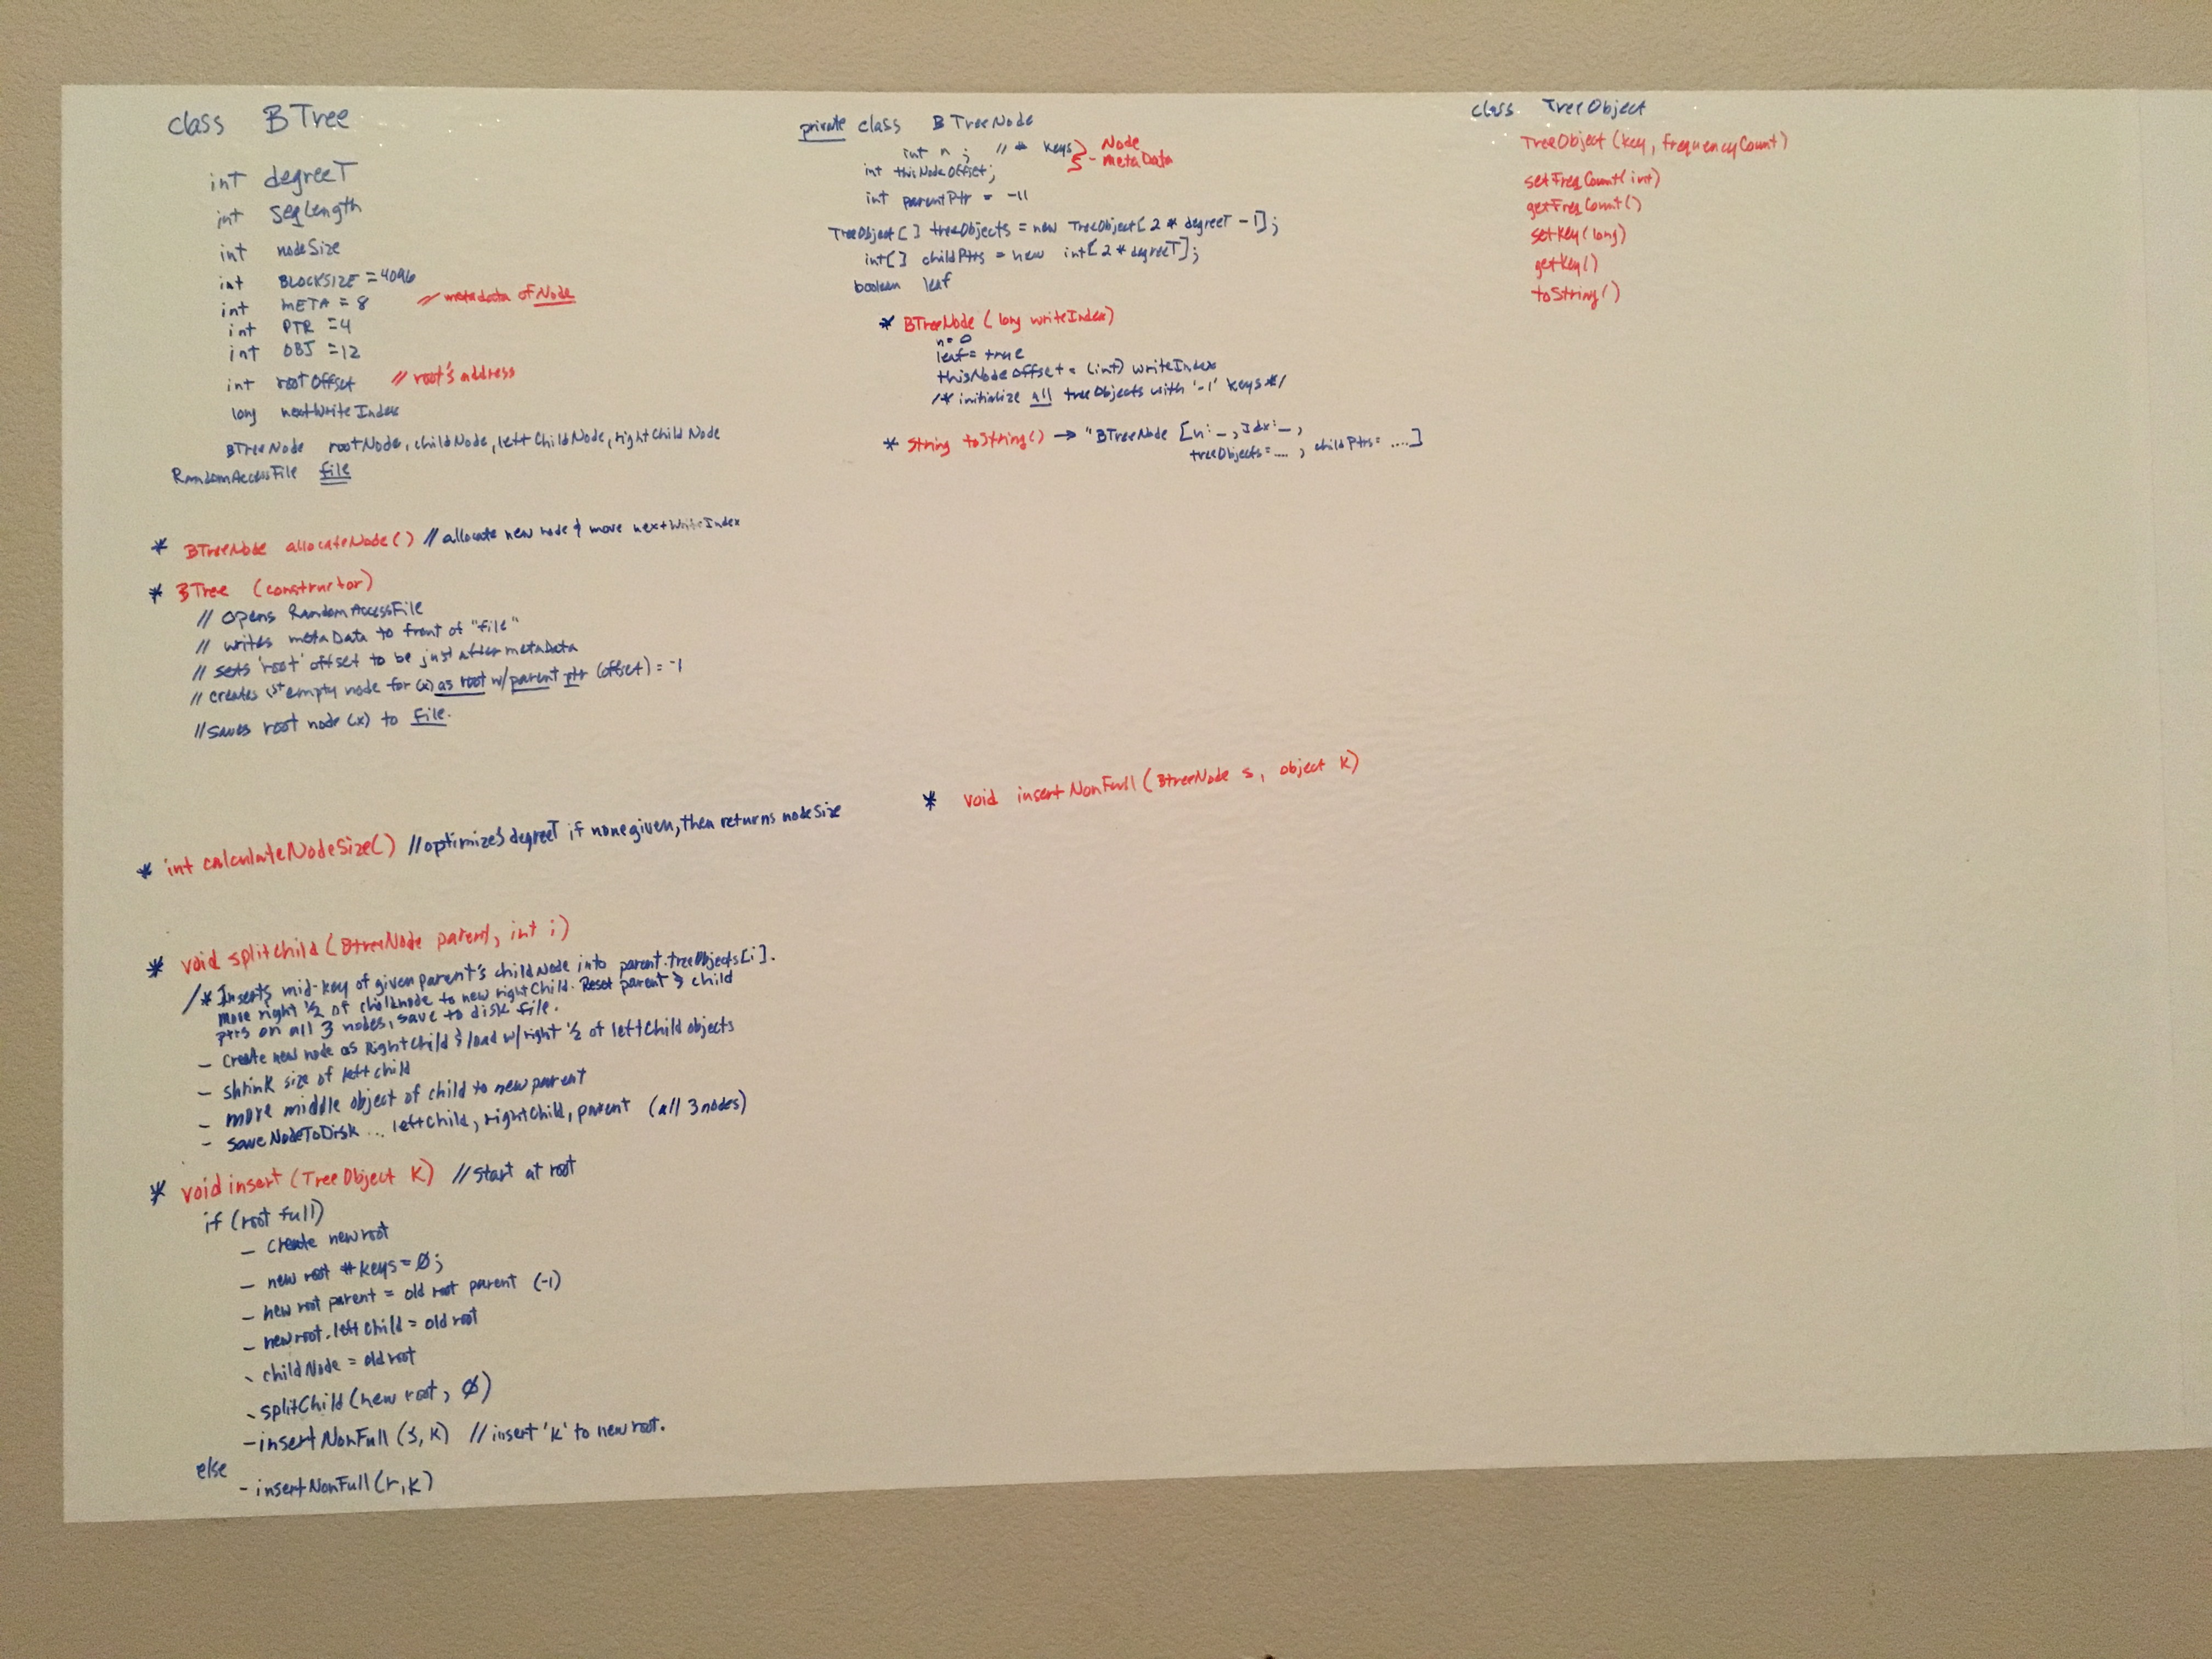 class BTree
int degreeT
int seqLength
int nodeSize
int BLOCKSIZE = 4096
int META = 8 // metadata of Node
int PTR = 4
int OBJ = 12
int rootOffset // root's address
long nextWriteIndex
BTreeNode rootNode, childNode, leftChildNode, rightChildNode
RandomAccessFile file
* BTreeNode allocateNode() // allocate new node & move nextWriteIndex
* BTree (constructor)
// opens RandomAccessFile
// writes metaData to front of "file"
// sets 'root' offset to be just after metaData
// creates 1st empty node for (x) as root w/ parent ptr (offset) = -1
// saves root node (x) to file.
* int calculateNodeSize() // optimizes degreeT if none given, then returns nodeSize
* void splitChild (BtreeNode parent, int i)
/* Inserts mid-key of given parent's childNode into parent.treeObjects[i].
move right 1/2 of childnode to new rightChild. Reset parent & child
ptrs on all 3 nodes, save to disk file.
- Create new node as RightChild & load w/ right 1/2 of leftChild objects
- shrink size of leftchild
- move middle object of child to new parent
- saveNodeToDisk ... leftChild, rightChild, parent (all 3 nodes)
* void insert (TreeObject K) // Start at root
if (root full)
- create newroot
- new root # keys = Ø;
- new root parent = old root parent (-1)
- newroot.leftChild = old root
- childNode = old root
- splitChild (new root, Ø)
- insertNonFull (s, K) // insert 'K' to new root.
else
- insertNonFull (r, K)
private class BTreeNode
int n ; // # keys } Node
int thisNodeOffset; - metaData
int parentPtr = -11
TreeObject[] treeObjects = new TreeObject[2 * degreeT - 1];
int[] childPtrs = new int[2 * degreeT];
boolean leaf
* BTreeNode (long writeIndex)
n = 0
leaf = true
thisNodeOffset = (int) writeIndex
/* initialize all treeObjects with '-1' keys */
* String toString() → "BTreeNode [n: _, Idx: _,
treeObjects = ...., childPtrs = ....]
* void insertNonFull (BtreeNode s, object K)
class TreeObject
TreeObject (key, frequencyCount)
setFreqCount(int)
getFreqCount()
setKey(long)
getKey()
toString()